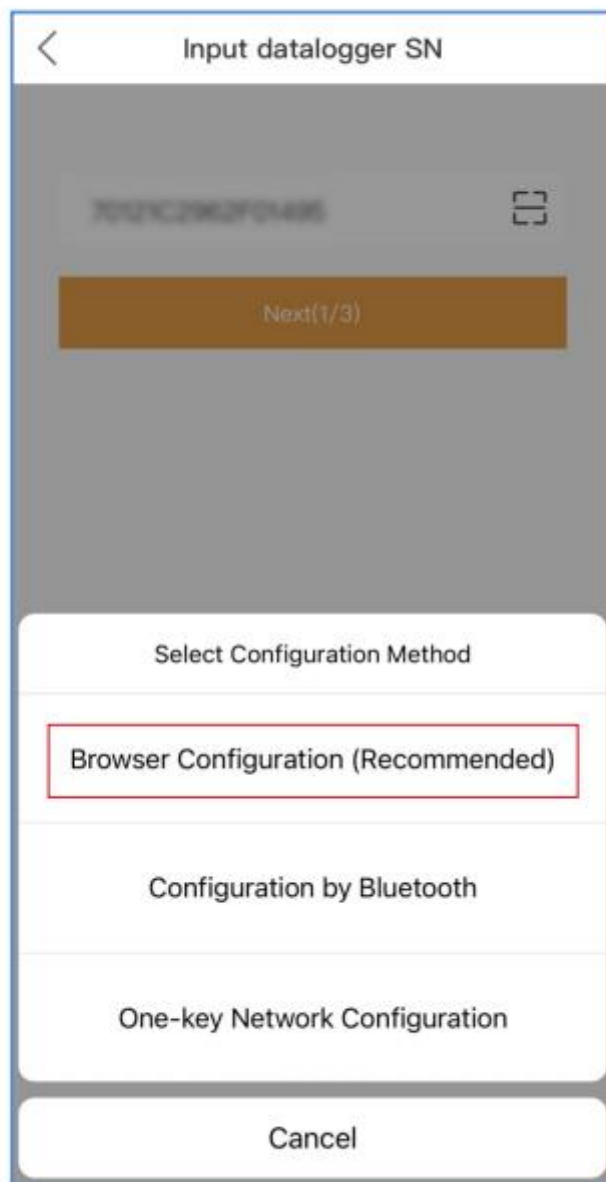 Input datalogger SN
Next(1/3)
Select Configuration Method
Browser Configuration (Recommended)
Configuration by Bluetooth
One-key Network Configuration
Cancel